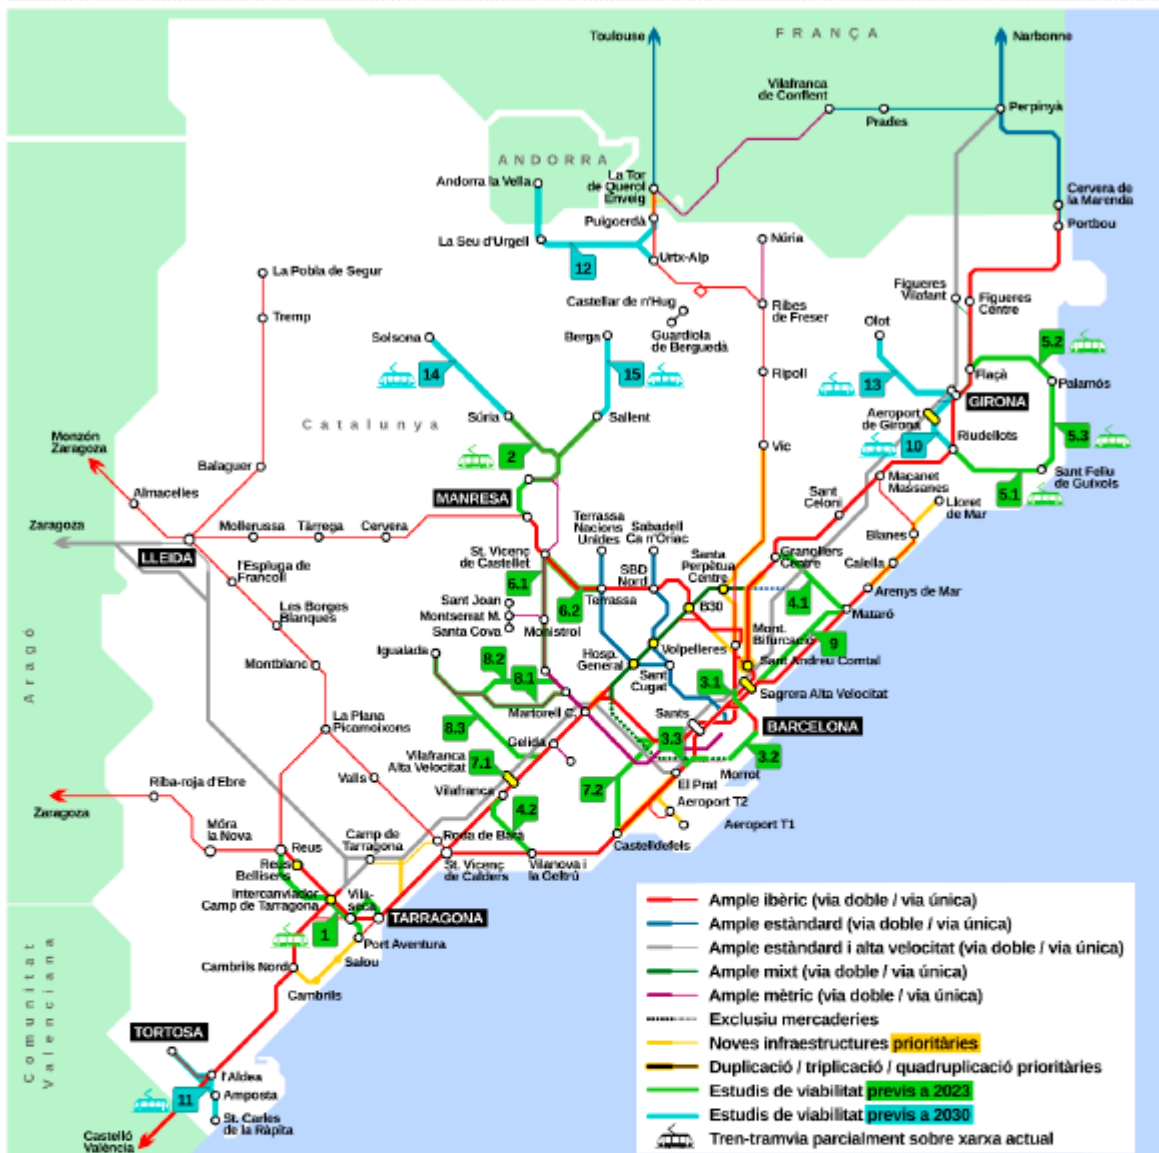 FRANÇA
Toulouse
Narbonne
Vilafranca
de Conflent
Prades
Perpinyà
ANDORRA
Andorra la Vella
La Tor
de Querol
Enveig
Puigcerdà
Cervera de
la Marenda
Portbou
La Seu d'Urgell
12
Urtx-Alp
Núria
La Pobla de Segur
Tremp
Castellar de n'Hug
Guardiola
de Berguedà
Ribes
de Freser
Figueres
Vilafant
Figueres
Centre
Solsona
14
Berga
15
Olot
13
5.2
Ripoll
Flaçà
Palamós
GIRONA
Aeroport
de Girona
10
Riudellots
5.3
Sant Feliu
de Guíxols
5.1
Catalunya
Súria
Sallent
2
Vic
Monzón
Zaragoza
Balaguer
Almacelles
MANRESA
Maçanet
Massanes
Sant
Celoni
Lloret
de Mar
Blanes
Zaragoza
Mollerussa
Tàrrega
Cervera
LLEIDA
Terrassa
Nacions
Unides
Sabadell
Ca n'Oriac
St. Vicenç
de Castellet
SBD
Nord
Santa
Perpètua
Centre
Granollers
Centre
Calella
Arenys de Mar
l'Espluga de
Francolí
6.1
6.2
Terrassa
B30
4.1
Mataró
Les Borges
Blanques
Sant Joan
Montserrat M.
Santa Cova
Monistrol
Mont.
Bifurcació
9
Aragó
Montblanc
Igualada
8.2
8.1
Hosp.
General
Volpelleres
Sant
Cugat
Sant Andreu Comtal
3.1
Sagrera Alta Velocitat
La Plana
Picamoixons
8.3
Martorell C.
Sants
BARCELONA
Gelida
3.3
3.2
Vilafranca
Alta Velocitat
7.1
Morrot
Riba-roja d'Ebre
Valls
Vilafranca
7.2
El Prat
Zaragoza
4.2
Aeroport T2
Aeroport T1
Móra
la Nova
Camp de
Tarragona
Roda de Barà
Castelldefels
Reus
Reus
Bellisens
St. Vicenç
de Calders
Vilanova i
la Geltrú
Intercanviador
Camp de Tarragona
Vila-
seca
TARRAGONA
1
Port Aventura
Salou
Cambrils Nord
Cambrils
Comunitat
Valenciana
TORTOSA
l'Aldea
11
Amposta
St. Carles
de la Ràpita
Castelló
València
Ample ibèric (via doble / via única)
Ample estàndard (via doble / via única)
Ample estàndard i alta velocitat (via doble / via única)
Ample mixt (via doble / via única)
Ample mètric (via doble / via única)
Exclusiu mercaderies
Noves infraestructures prioritàries
Duplicació / triplicació / quadruplicació prioritàries
Estudis de viabilitat previs a 2023
Estudis de viabilitat previs a 2030
Tren-tramvia parcialment sobre xarxa actual